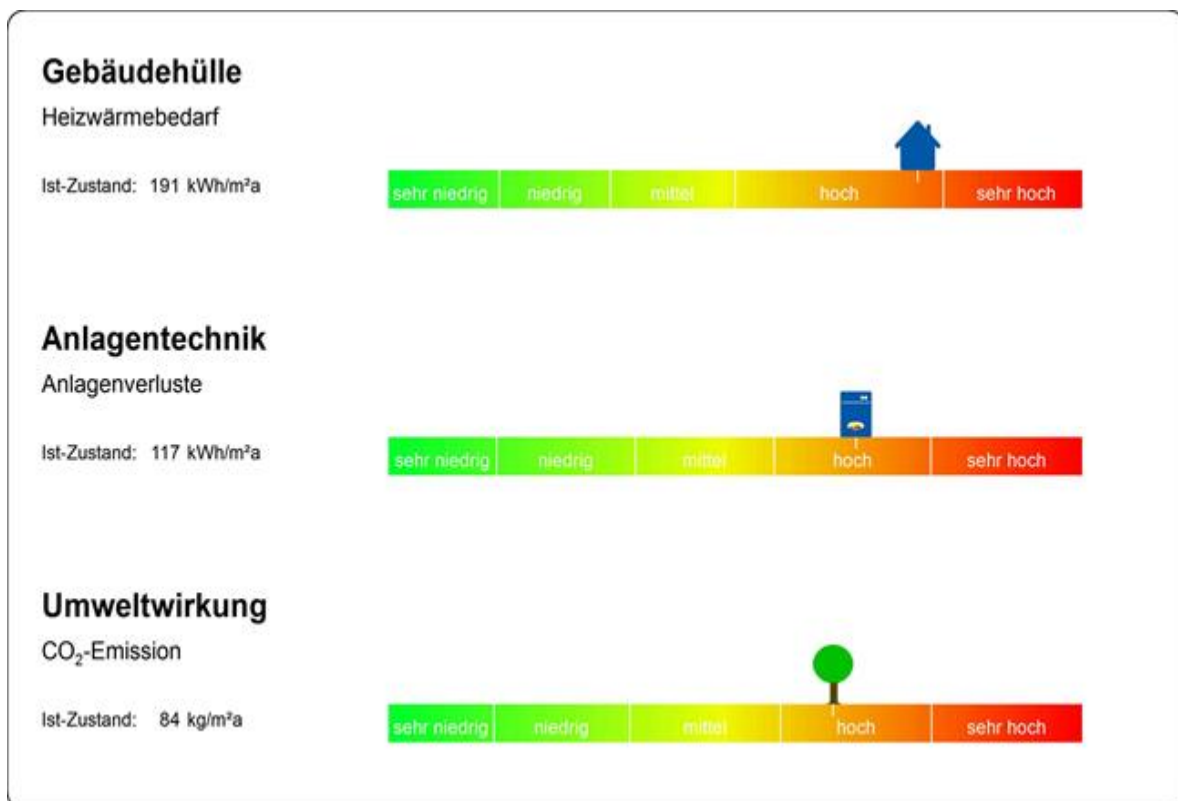 Gebäudehülle
Heizwärmebedarf
Ist-Zustand: 191 kWh/m²a
sehr niedrig niedrig mittel hoch sehr hoch
Anlagentechnik
Anlagenverluste
Ist-Zustand: 117 kWh/m²a
sehr niedrig niedrig mittel hoch sehr hoch
Umweltwirkung
CO₂-Emission
Ist-Zustand: 84 kg/m²a
sehr niedrig niedrig mittel hoch sehr hoch